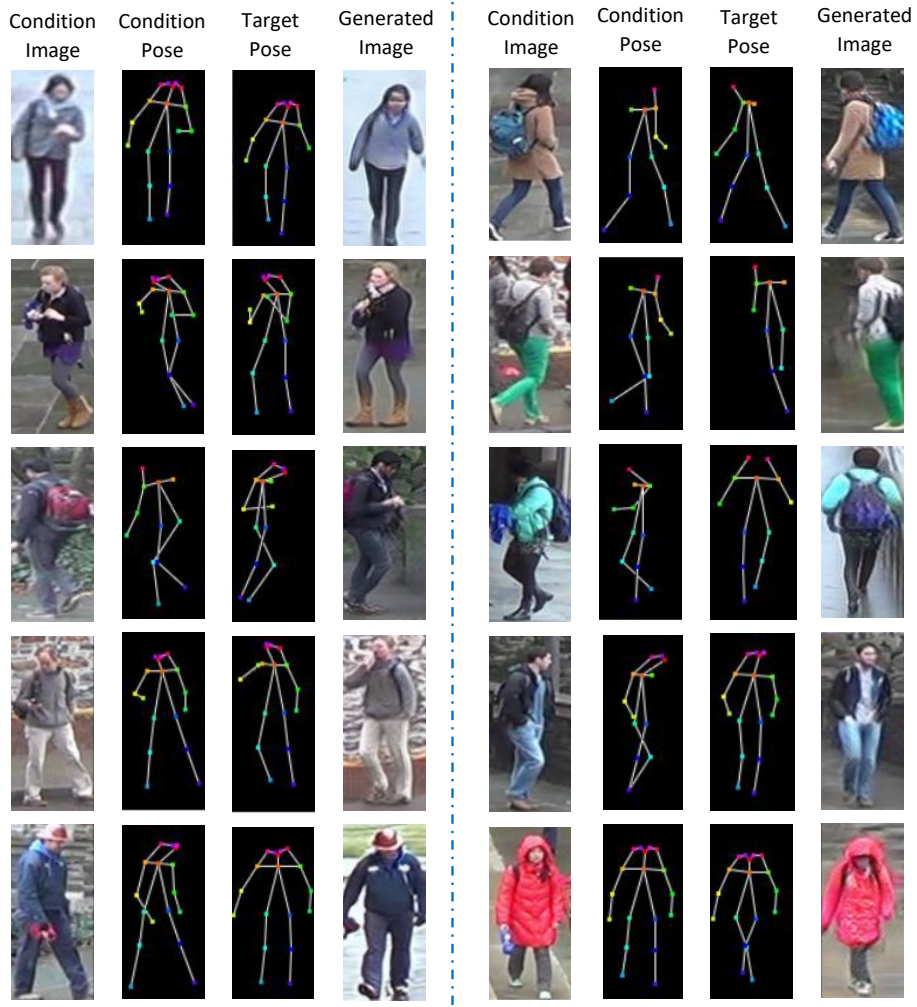 Condition Image
Condition Pose
Target Pose
Generated Image
Condition Image
Condition Pose
Target Pose
Generated Image